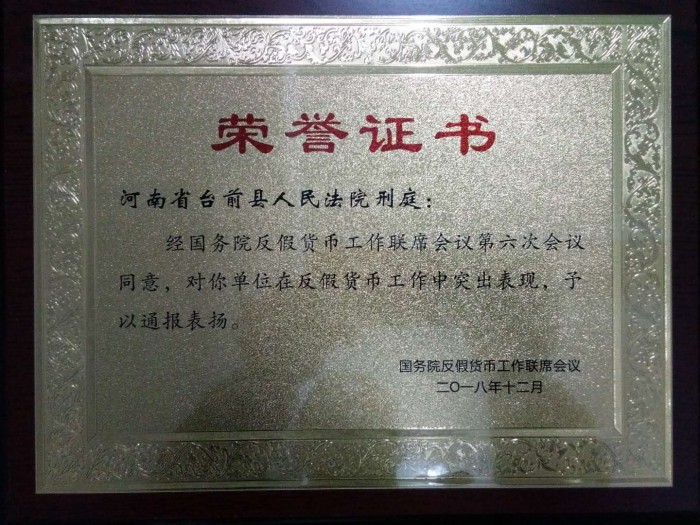 荣誉证书
河南省台前县人民法院刑庭：
经国务院反假货币工作联席会议第六次会议
同意，对你单位在反假货币工作中突出表现，予
以通报表扬。
国务院反假货币工作联席会议
二〇一八年十二月